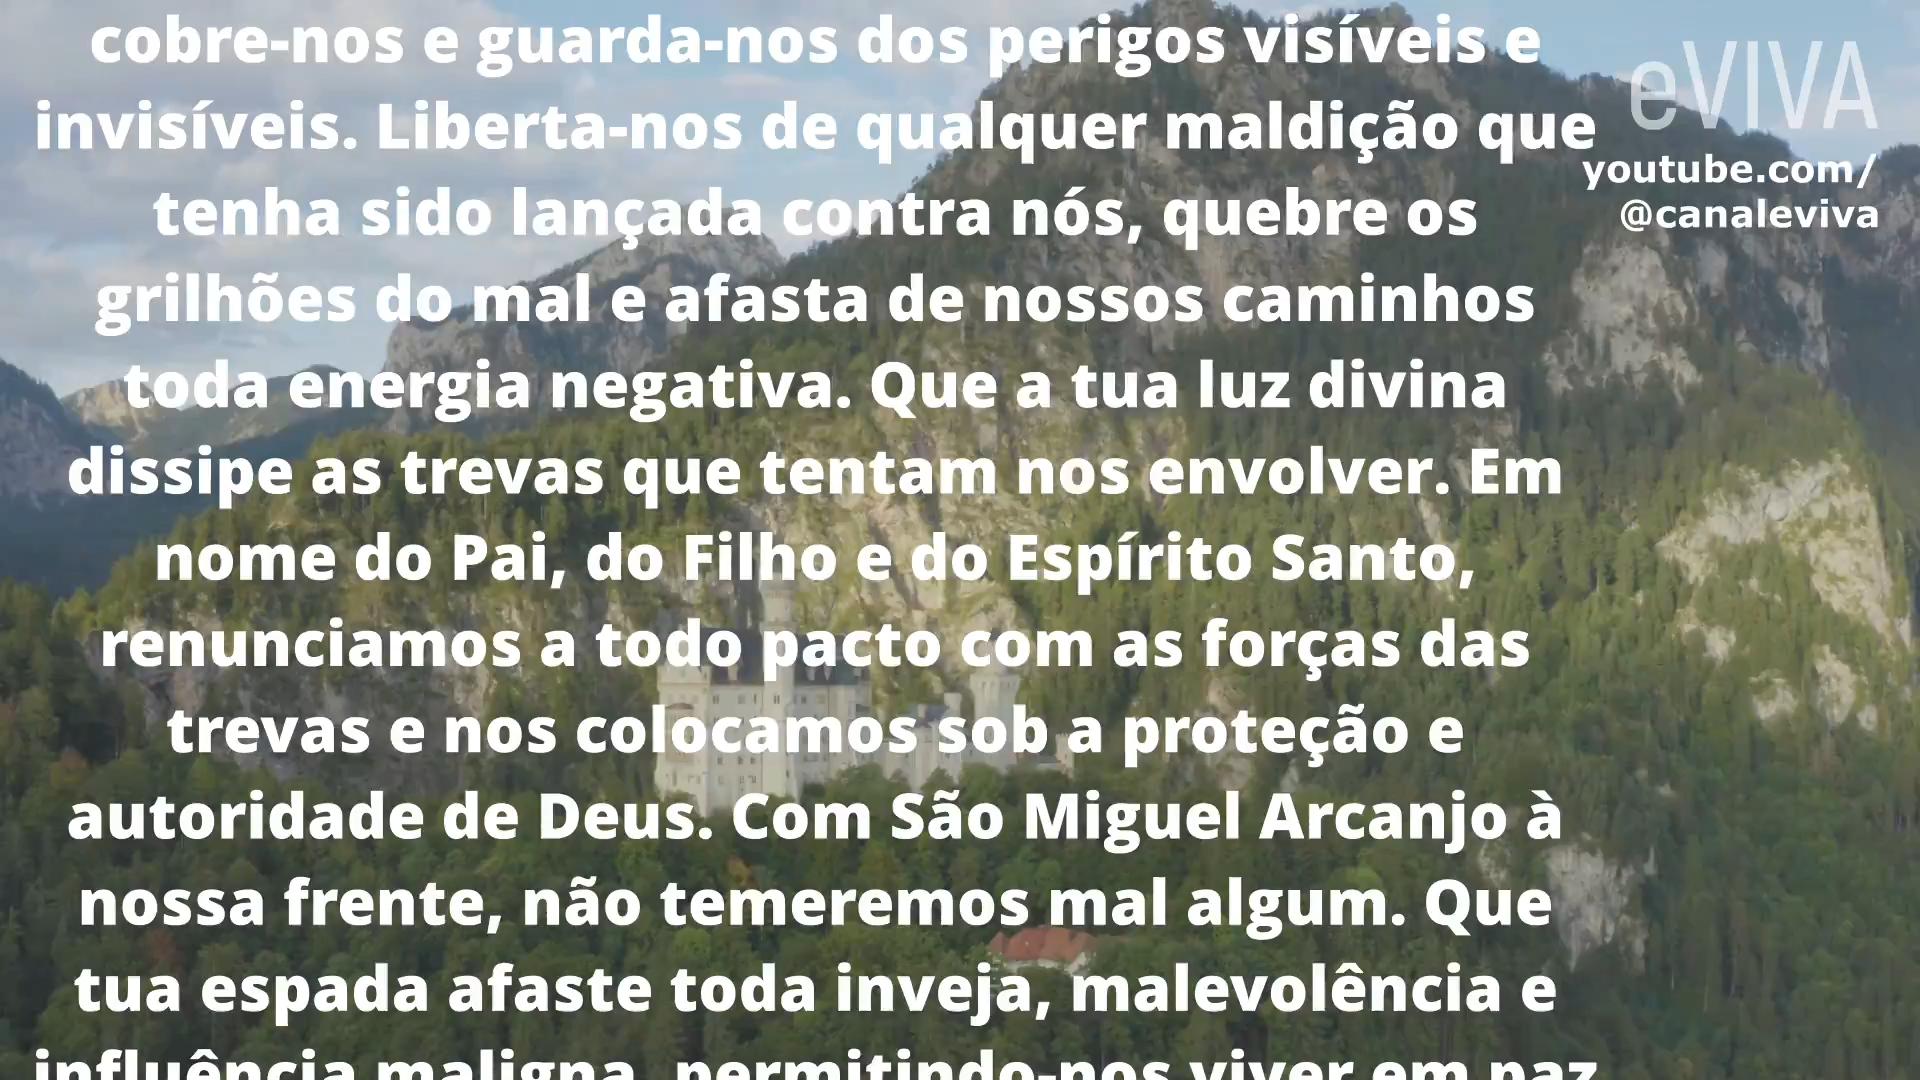 cobre-nos e guarda-nos dos perigos visíveis e
invisíveis. Liberta-nos de qualquer maldição que
tenha sido lançada contra nós, quebre os
grilhões do mal e afasta de nossos caminhos
toda energia negativa. Que a tua luz divina
dissipe as trevas que tentam nos envolver. Em
nome do Pai, do Filho e do Espírito Santo,
renunciamos a todo pacto com as forças das
trevas e nos colocamos sob a proteção e
autoridade de Deus. Com São Miguel Arcanjo à
nossa frente, não temeremos mal algum. Que
tua espada afaste toda inveja, malevolência e
influência maligna, permitindo-nos viver em paz
eVIVA
youtube.com/
@canaleviva